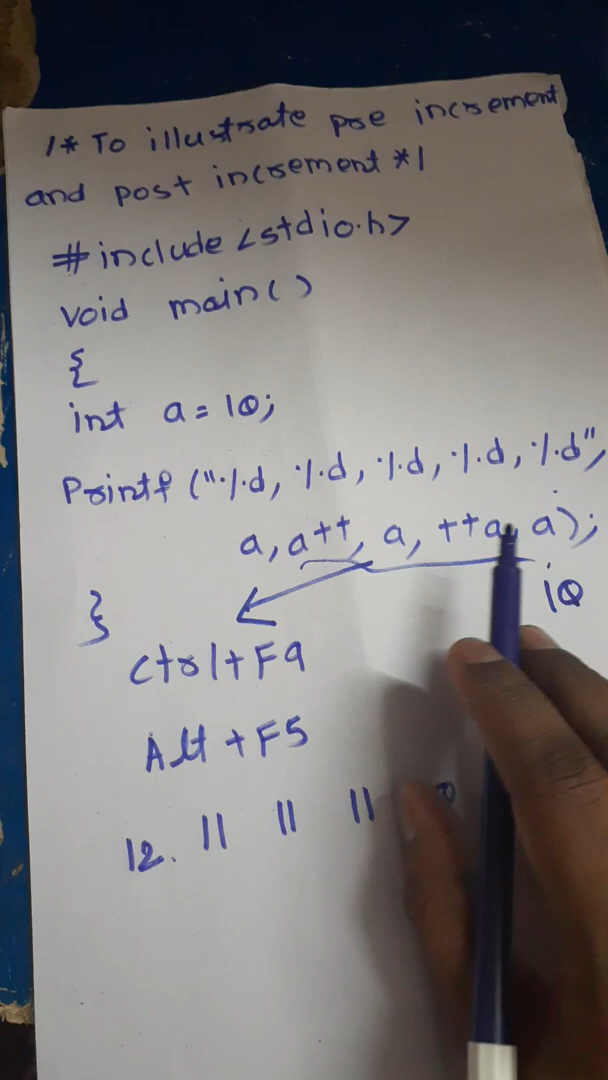 /* To illustrate pre increment
and post increment */
#include <stdio.h>
void main()
{
int a = 10;
Printf ("%d, %d, %d, %d, %d",
a, a++, a, ++a, a);
10
}
Ctrl + F9
Alt + F5
12. 11 11 11